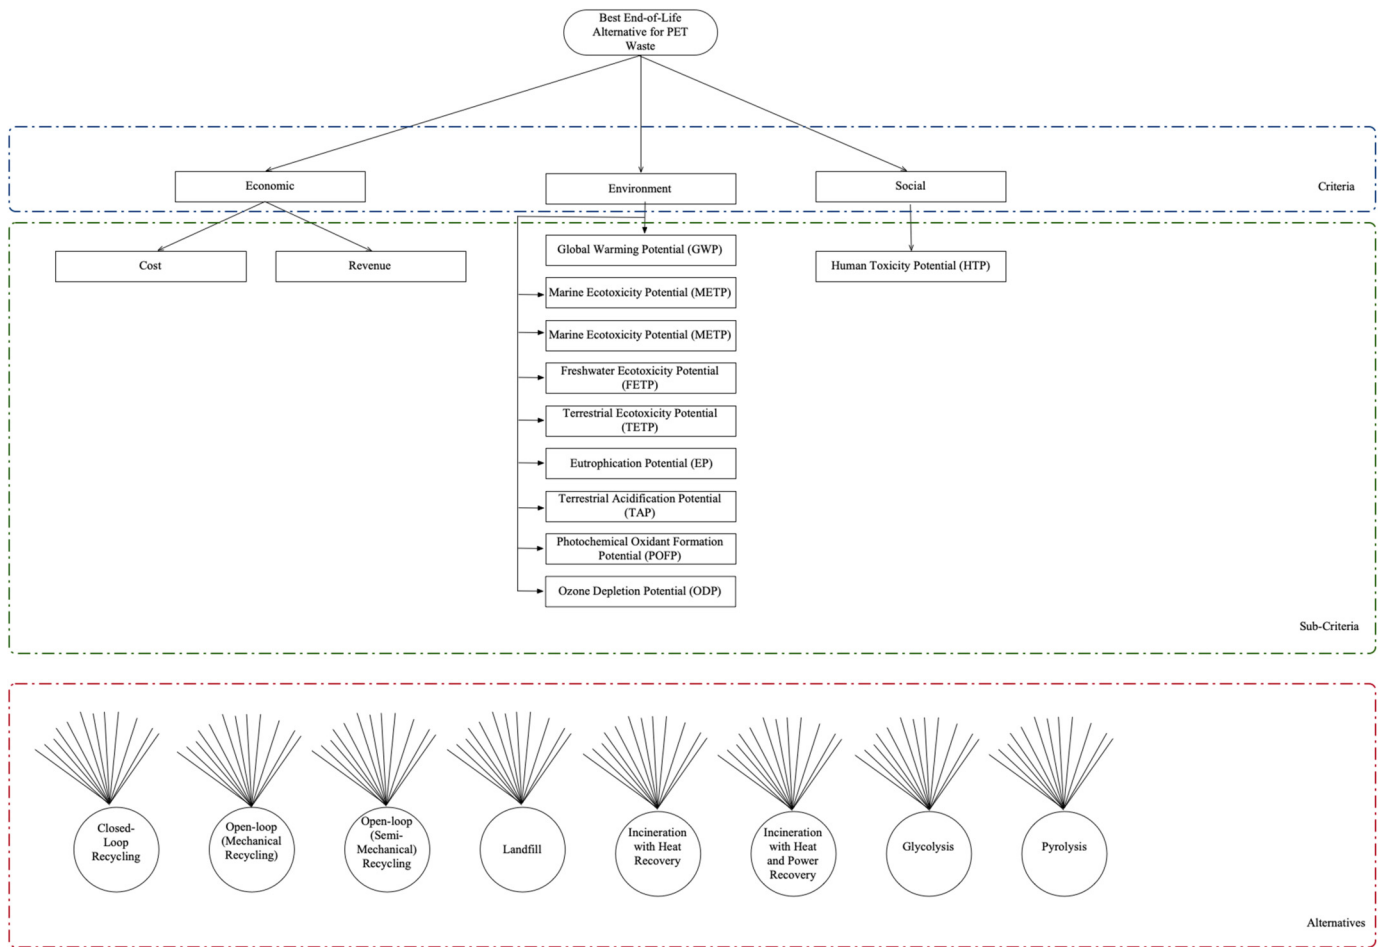 Best End-of-Life
Alternative for PET
Waste
Economic
Environment
Social
Criteria
Cost
Revenue
Global Warming Potential (GWP)
Human Toxicity Potential (HTP)
Marine Ecotoxicity Potential (METP)
Marine Ecotoxicity Potential (METP)
Freshwater Ecotoxicity Potential
(FETP)
Terrestrial Ecotoxicity Potential
(TETP)
Eutrophication Potential (EP)
Terrestrial Acidification Potential
(TAP)
Photochemical Oxidant Formation
Potential (POFP)
Ozone Depletion Potential (ODP)
Sub-Criteria
Closed-
Loop
Recycling
Open-loop
(Mechanical
Recycling)
Open-loop
(Semi-
Mechanical)
Recycling
Landfill
Incineration
with Heat
Recovery
Incineration
with Heat
and Power
Recovery
Glycolysis
Pyrolysis
Alternatives